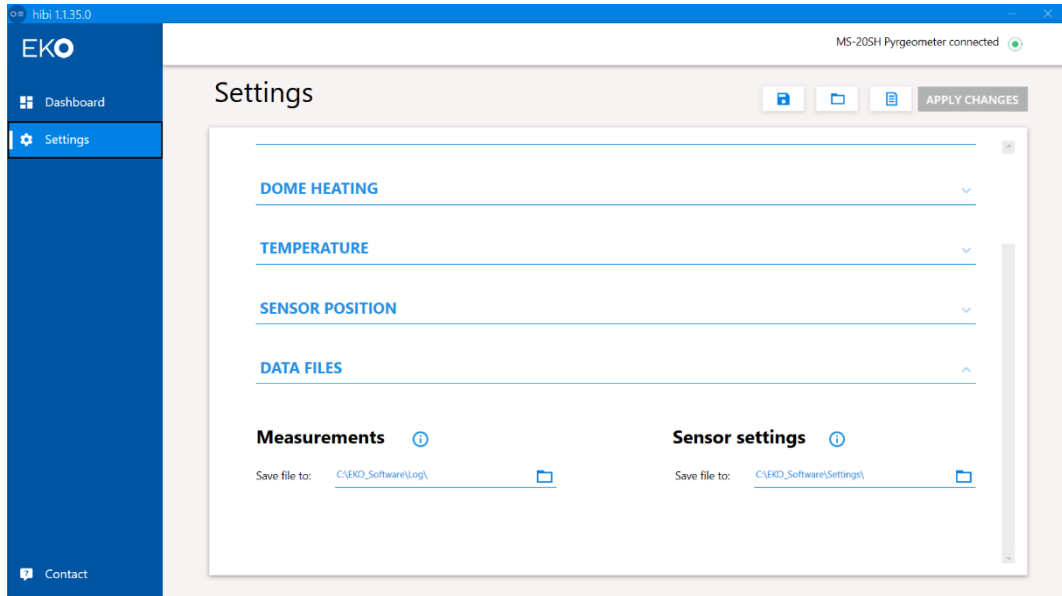 hibi 1.1.35.0
EKO
MS-20SH Pyrgeometer connected
Dashboard
Settings
Settings
APPLY CHANGES
DOME HEATING
TEMPERATURE
SENSOR POSITION
DATA FILES
Measurements
Sensor settings
Save file to: C:\EKO_Software\Log\
Save file to: C:\EKO_Software\Settings\
Contact